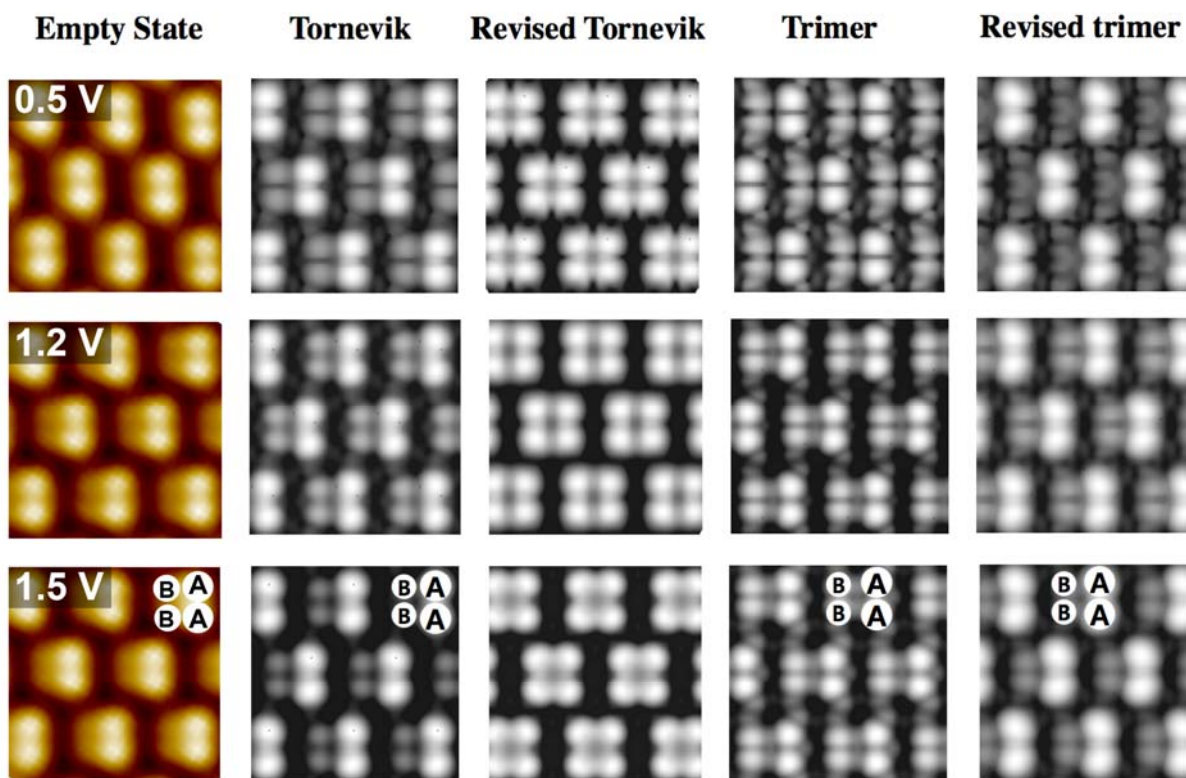 Empty State Tornevik Revised Tornevik Trimer Revised trimer
0.5 V
1.2 V
1.5 V
B A B A B A B A
B A B A B A B A